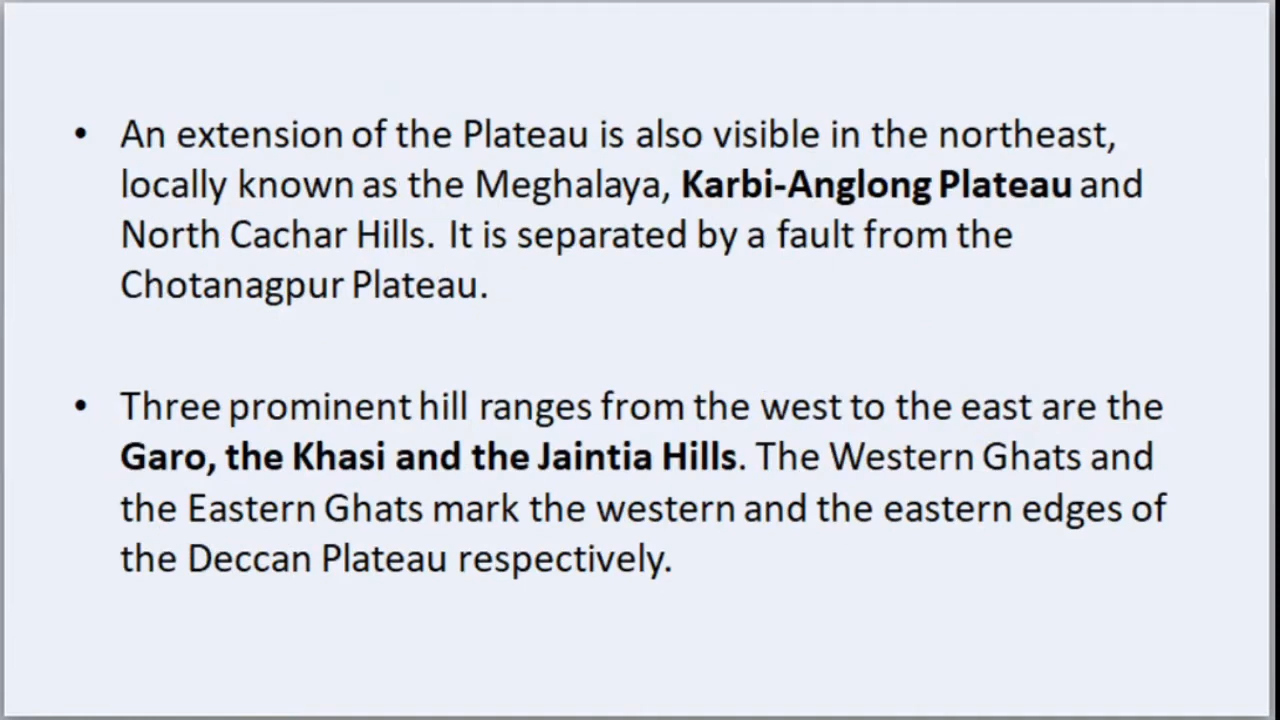 • An extension of the Plateau is also visible in the northeast,
locally known as the Meghalaya, Karbi-Anglong Plateau and
North Cachar Hills. It is separated by a fault from the
Chotanagpur Plateau.
• Three prominent hill ranges from the west to the east are the
Garo, the Khasi and the Jaintia Hills. The Western Ghats and
the Eastern Ghats mark the western and the eastern edges of
the Deccan Plateau respectively.